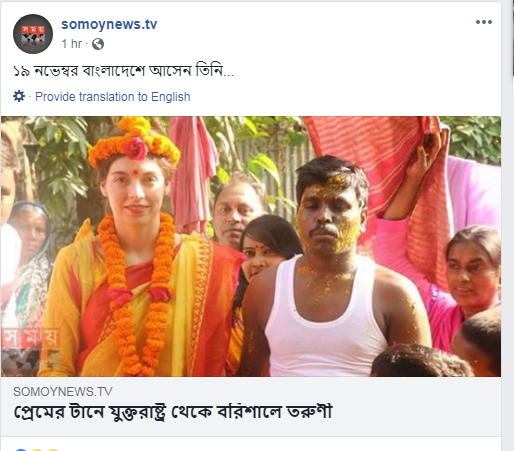 somoynews.tv
1 hr ·
১৯ নভেম্বর বাংলাদেশে আসেন তিনি...
· Provide translation to English
সময়
SOMOYNEWS.TV
প্রেমের টানে যুক্তরাষ্ট্র থেকে বরিশালে তরুণী